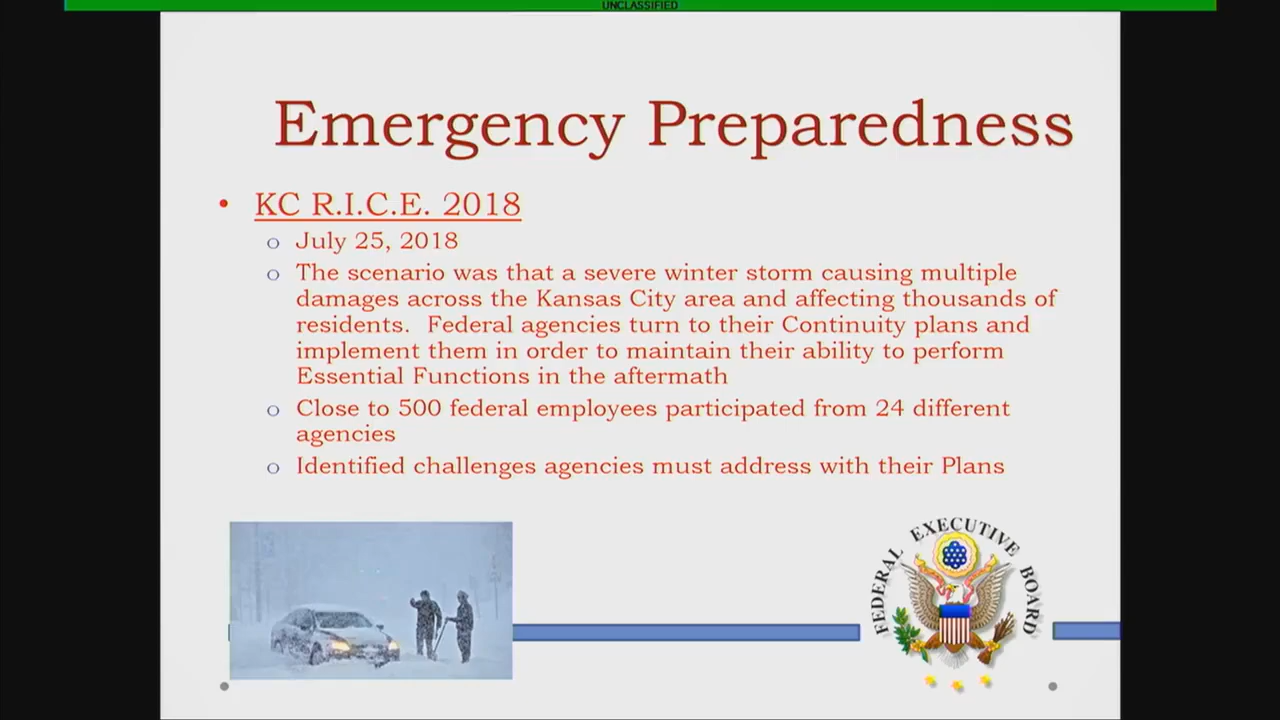 UNCLASSIFIED
Emergency Preparedness
• KC R.I.C.E. 2018
o July 25, 2018
o The scenario was that a severe winter storm causing multiple
damages across the Kansas City area and affecting thousands of
residents.  Federal agencies turn to their Continuity plans and
implement them in order to maintain their ability to perform
Essential Functions in the aftermath
o Close to 500 federal employees participated from 24 different
agencies
o Identified challenges agencies must address with their Plans
FEDERAL EXECUTIVE BOARD